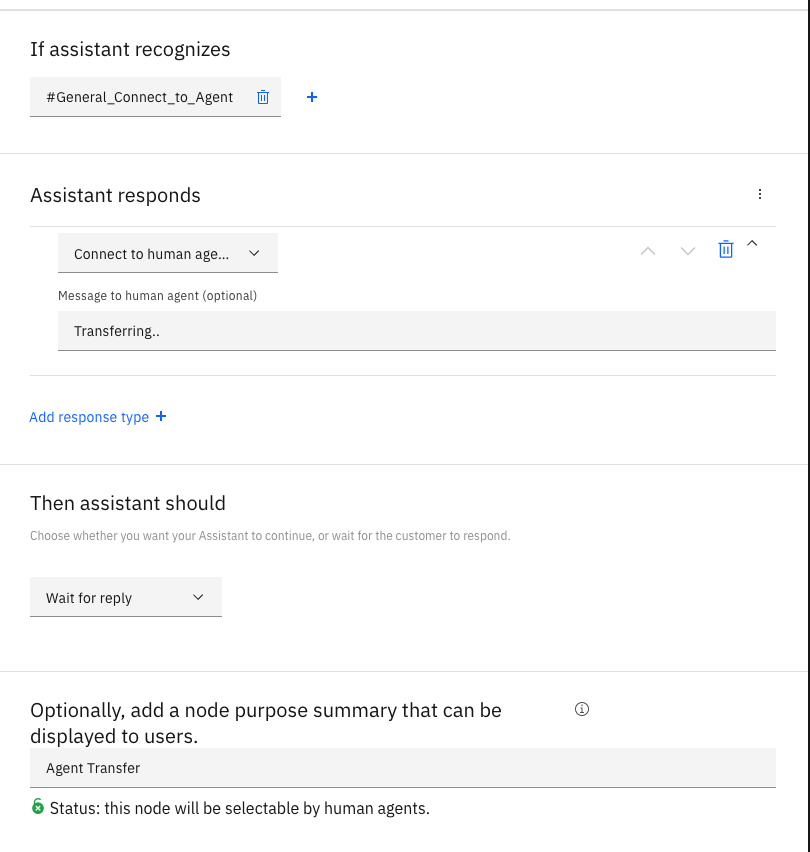 If assistant recognizes
#General_Connect_to_Agent
Assistant responds
Connect to human age...
Message to human agent (optional)
Transferring..
Add response type +
Then assistant should
Choose whether you want your Assistant to continue, or wait for the customer to respond.
Wait for reply
Optionally, add a node purpose summary that can be
displayed to users.
Agent Transfer
Status: this node will be selectable by human agents.